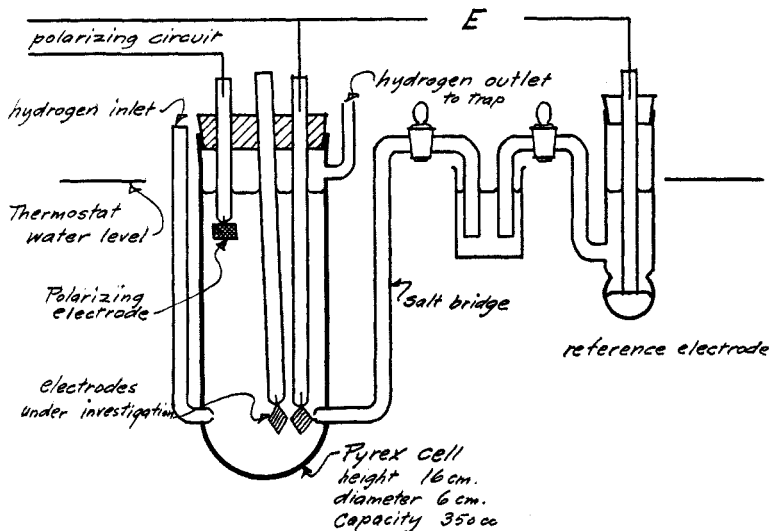 E
polarizing circuit
hydrogen outlet
to trap
hydrogen inlet
Thermostat
water level
Polarizing
electrode
Salt bridge
reference electrode
electrodes
under investigation
Pyrex cell
height 16 cm.
diameter 6 cm.
Capacity 350 cc